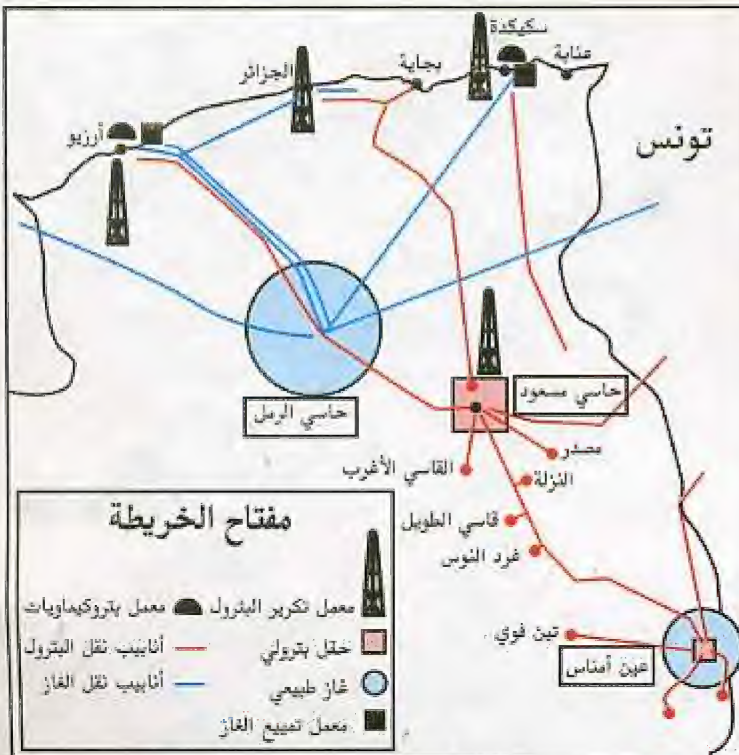 سكيكدة
عنابة
بجاية
الجزائر
أرزيو
تونس
حاسي الرمل
حاسي مسعود
مصدر
القاسي الأغرب
النزلة
قاسي الطويل
غرد النوس
تين فوي
عين أمناس
مفتاح الخريطة
معمل تكرير البترول
معمل بتروكيماويات
حقل بترولي
أنابيب نقل البترول
غاز طبيعي
أنابيب نقل الغاز
معمل تمييع الغاز